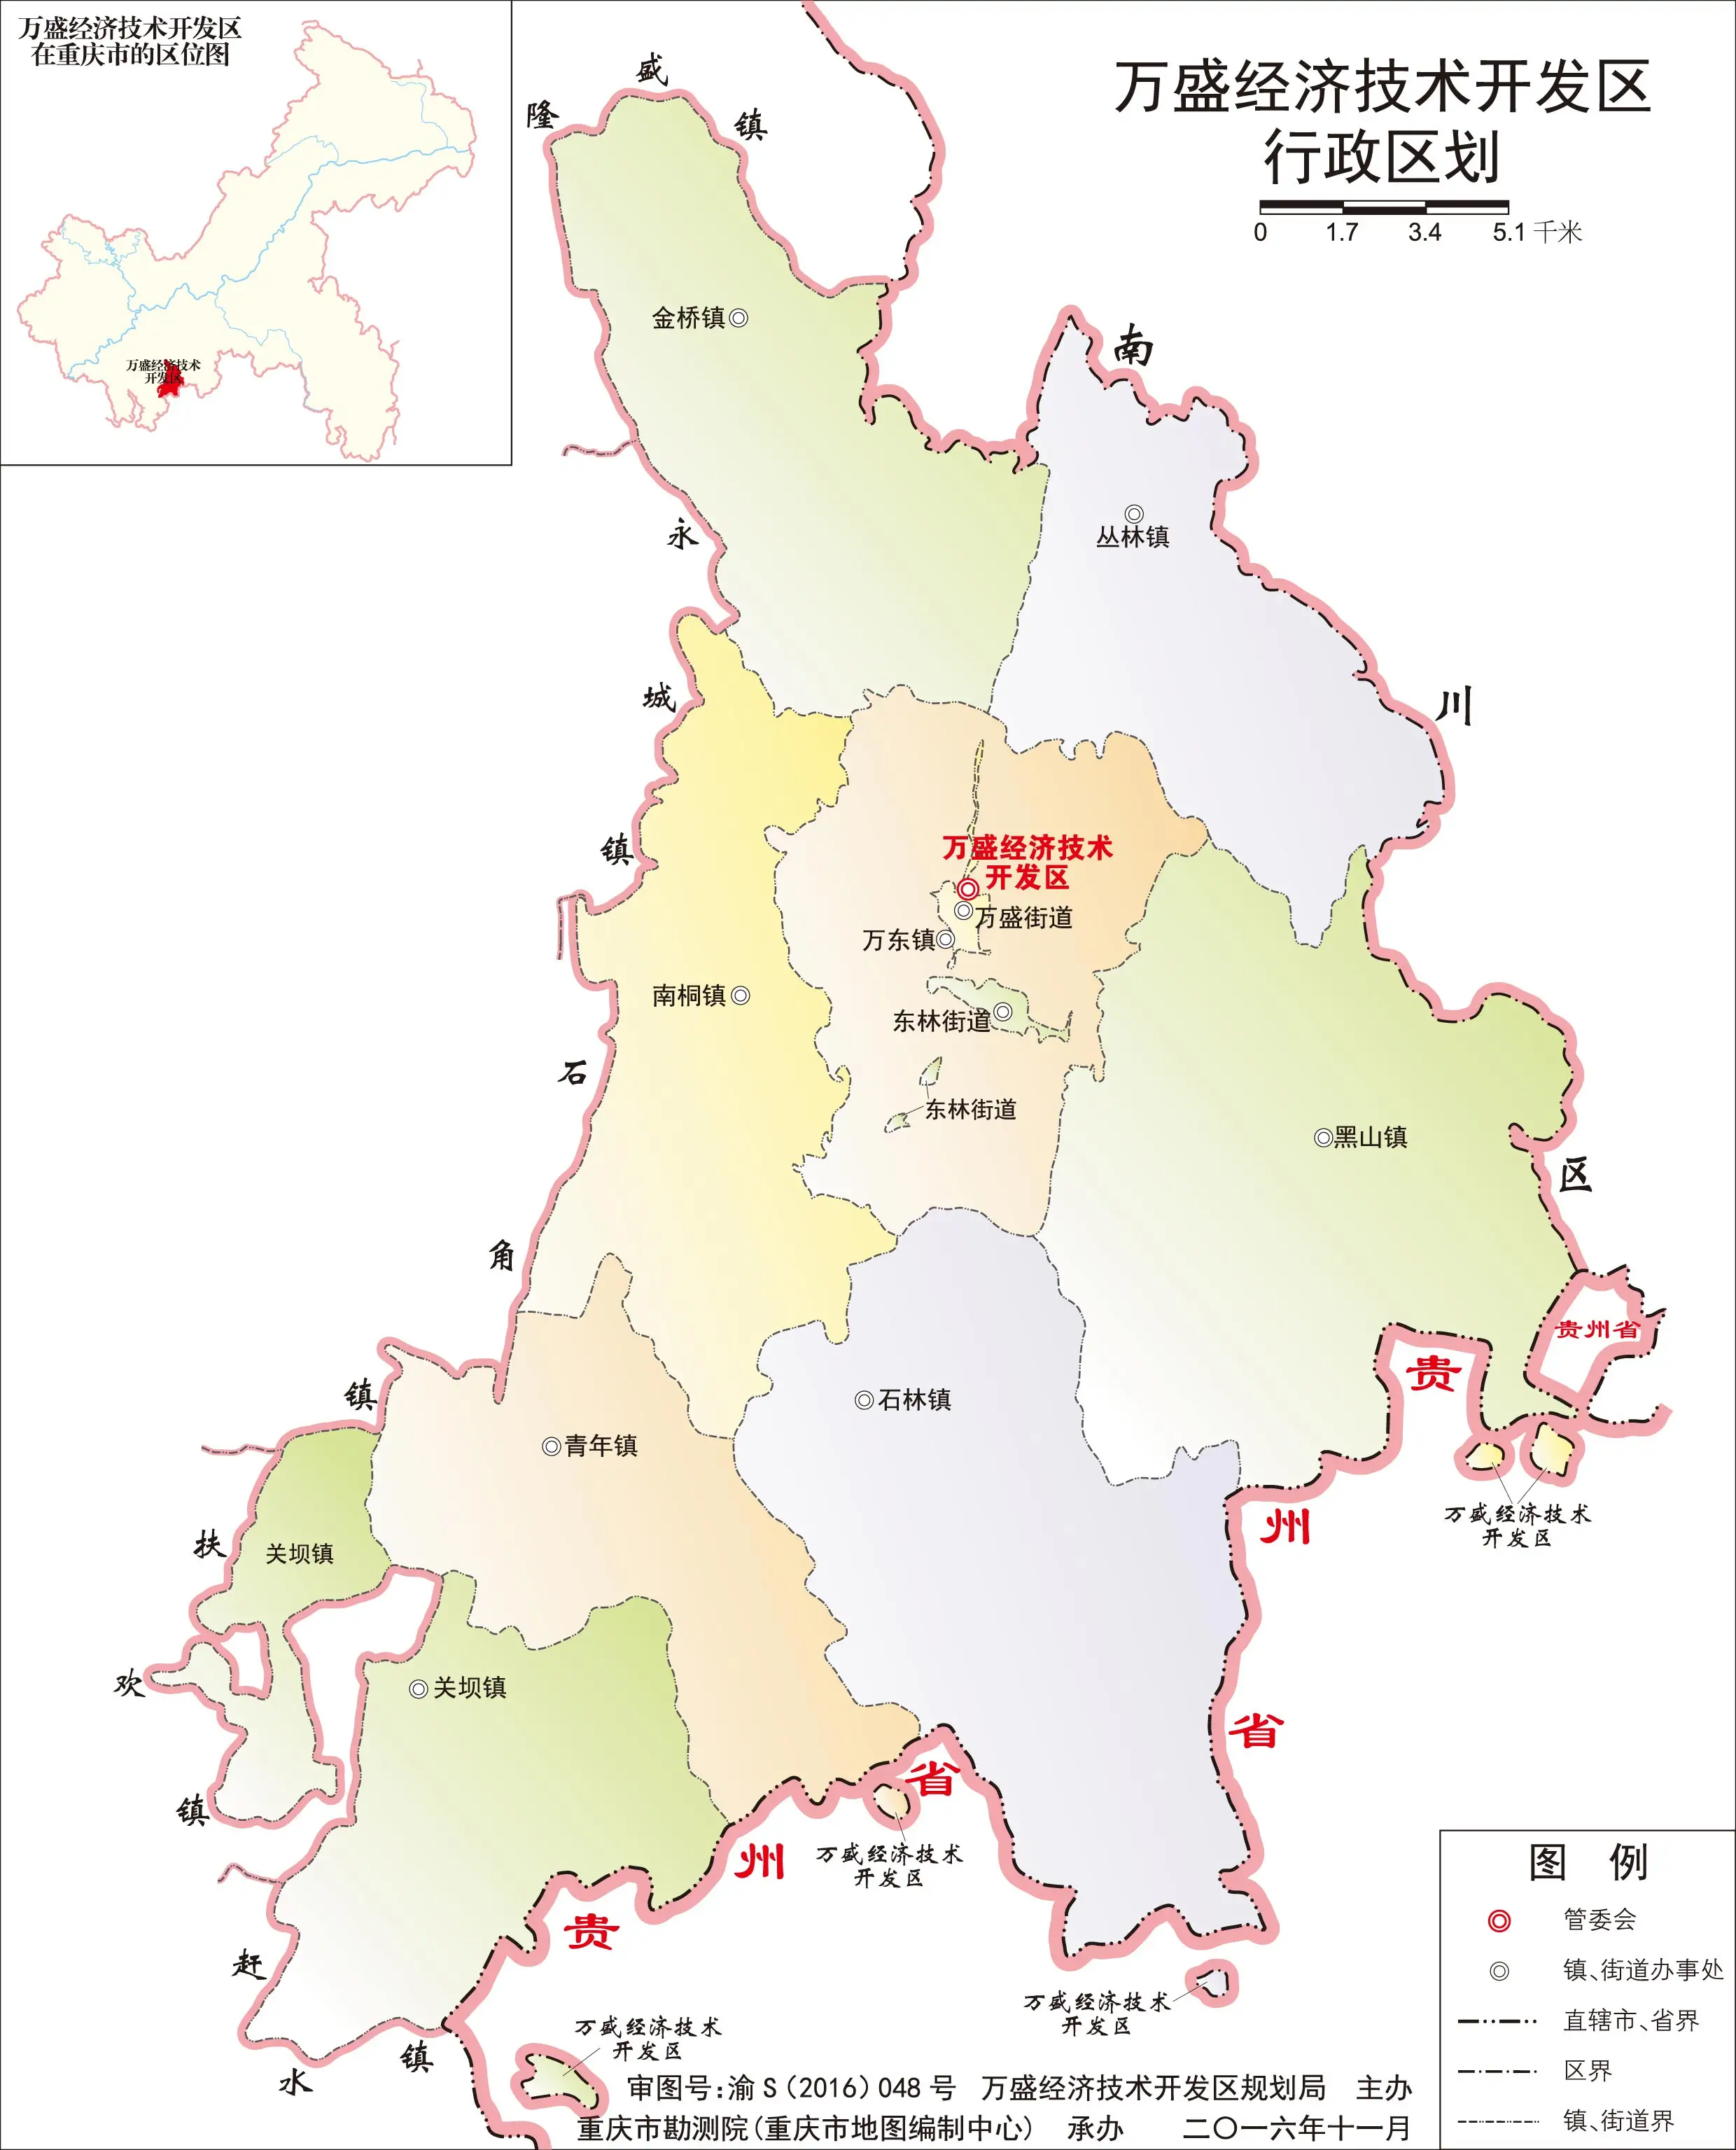 万盛经济技术开发区
在重庆市的区位图
万盛经济技术
开发区
万盛经济技术开发区
行政区划
0 1.7 3.4 5.1 千米
隆
盛
镇
金桥镇
南
丛林镇
永
城
镇
川
万盛经济技术
开发区
万盛街道
万东镇
南桐镇
东林街道
石
东林街道
黑山镇
区
角
贵州省
贵
镇
石林镇
青年镇
州
万盛经济技术
开发区
扶
关坝镇
欢
关坝镇
省
镇
省
州
万盛经济技术
开发区
贵
赶
万盛经济技术
开发区
万盛经济技术
开发区
水
镇
图 例
管委会
镇、街道办事处
直辖市、省界
区界
镇、街道界
审图号:渝 S (2016) 048 号 万盛经济技术开发区规划局 主办
重庆市勘测院(重庆市地图编制中心) 承办 二〇一六年十一月